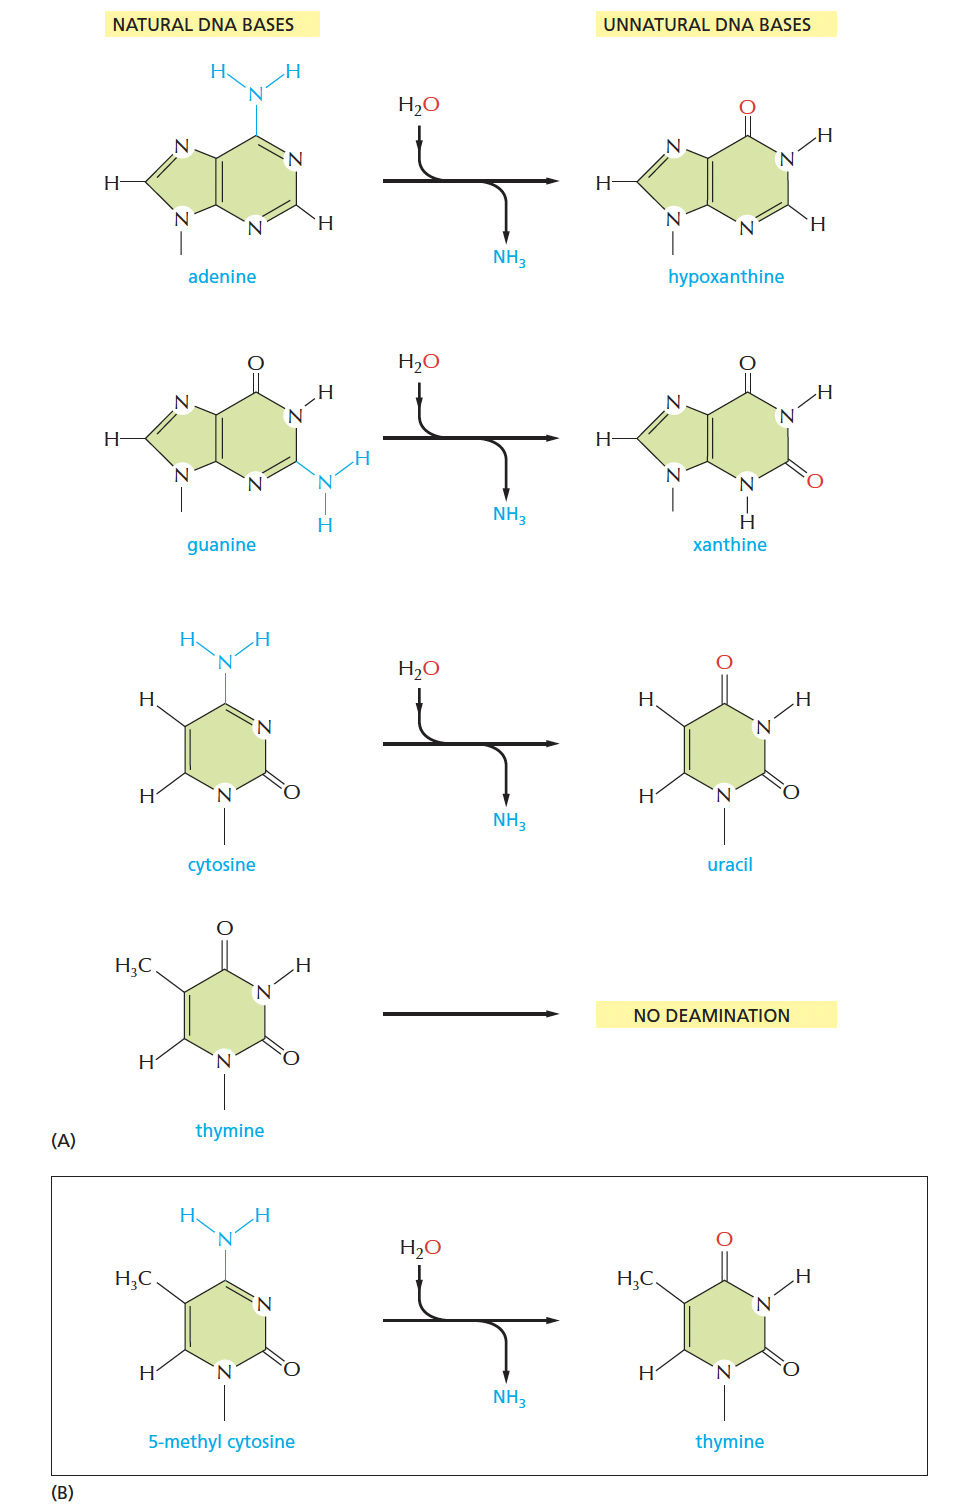 NATURAL DNA BASES
UNNATURAL DNA BASES
H H
N
H₂O
O
N N
H
NH₃
N N H
H
N N
H
adenine
N N
H
hypoxanthine
O
N N H
H
N N
N H
H
guanine
H₂O
NH₃
O
N N H
H
N N
O
H
xanthine
H H
N
H
N
H
N O
cytosine
H₂O
NH₃
O
H H
N
H
N O
uracil
O
H₃C H
N
H
N O
thymine
NO DEAMINATION
(A)
H H
N
H₃C
N
H
N O
5-methyl cytosine
H₂O
NH₃
O
H₃C H
N
H
N O
thymine
(B)